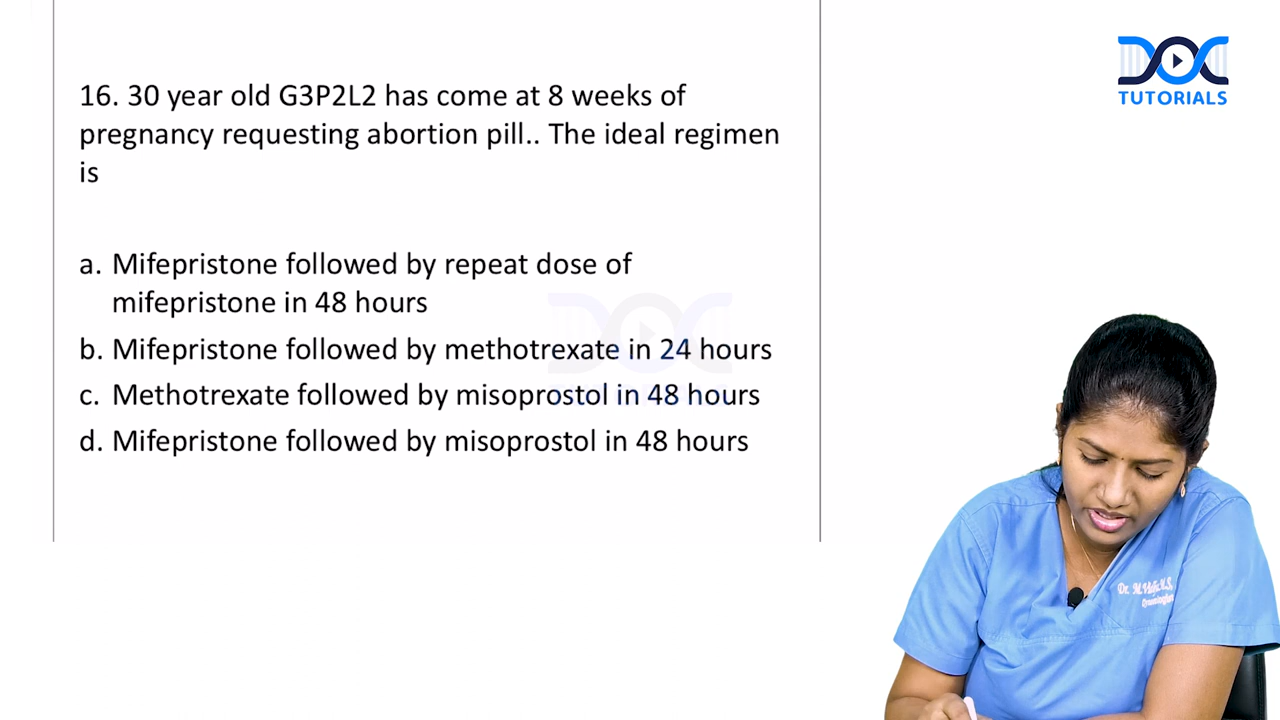 TUTORIALS
16. 30 year old G3P2L2 has come at 8 weeks of
pregnancy requesting abortion pill.. The ideal regimen
is
a. Mifepristone followed by repeat dose of
mifepristone in 48 hours
b. Mifepristone followed by methotrexate in 24 hours
c. Methotrexate followed by misoprostol in 48 hours
d. Mifepristone followed by misoprostol in 48 hours
Dr. M.